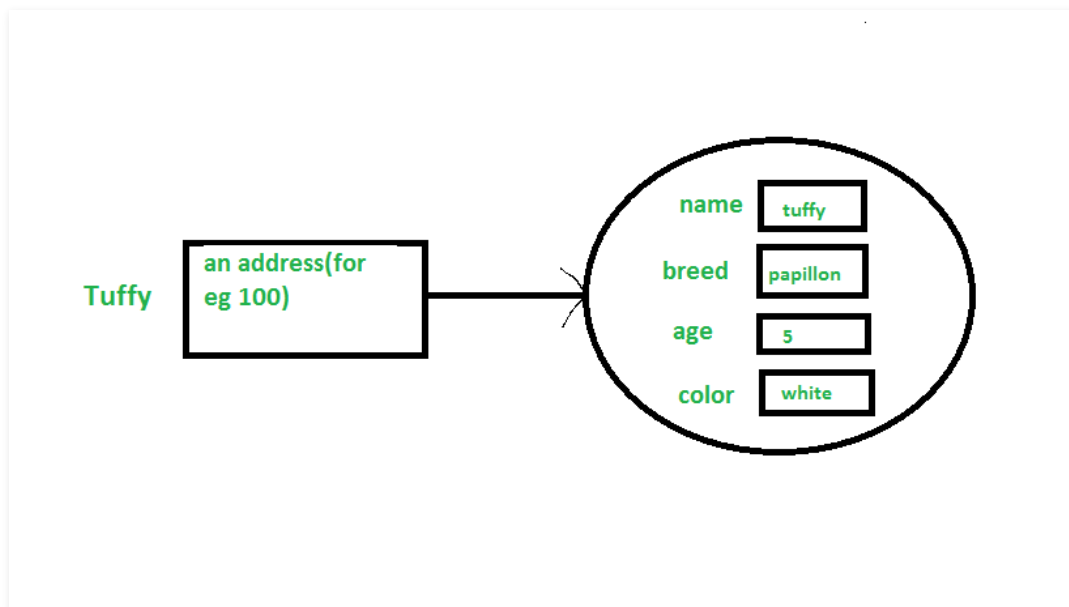 Tuffy
an address(for
eg 100)
name
tuffy
breed
papillon
age
5
color
white